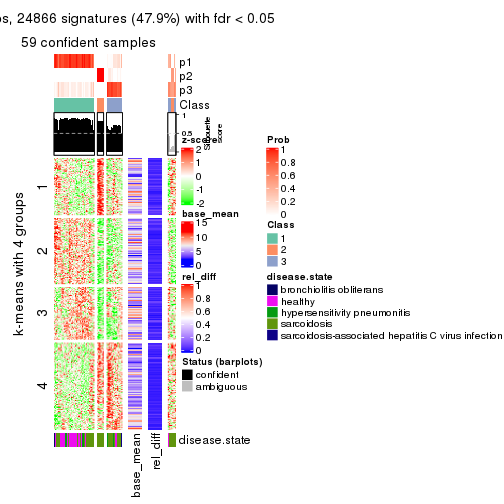 s, 24866 signatures (47.9%) with fdr < 0.05
59 confident samples
p1
p2
p3
Class
1
0.5
0
Silhouette
score
k-means with 4 groups
1
2
3
4
disease.state
base_mean
rel_diff
z-score
2
1
0
-1
-2
base_mean
15
10
5
0
rel_diff
1
0.8
0.6
0.4
0.2
0
Status (barplots)
confident
ambiguous
Prob
1
0.8
0.6
0.4
0.2
0
Class
1
2
3
disease.state
bronchiolitis obliterans
healthy
hypersensitivity pneumonitis
sarcoidosis
sarcoidosis-associated hepatitis C virus infection